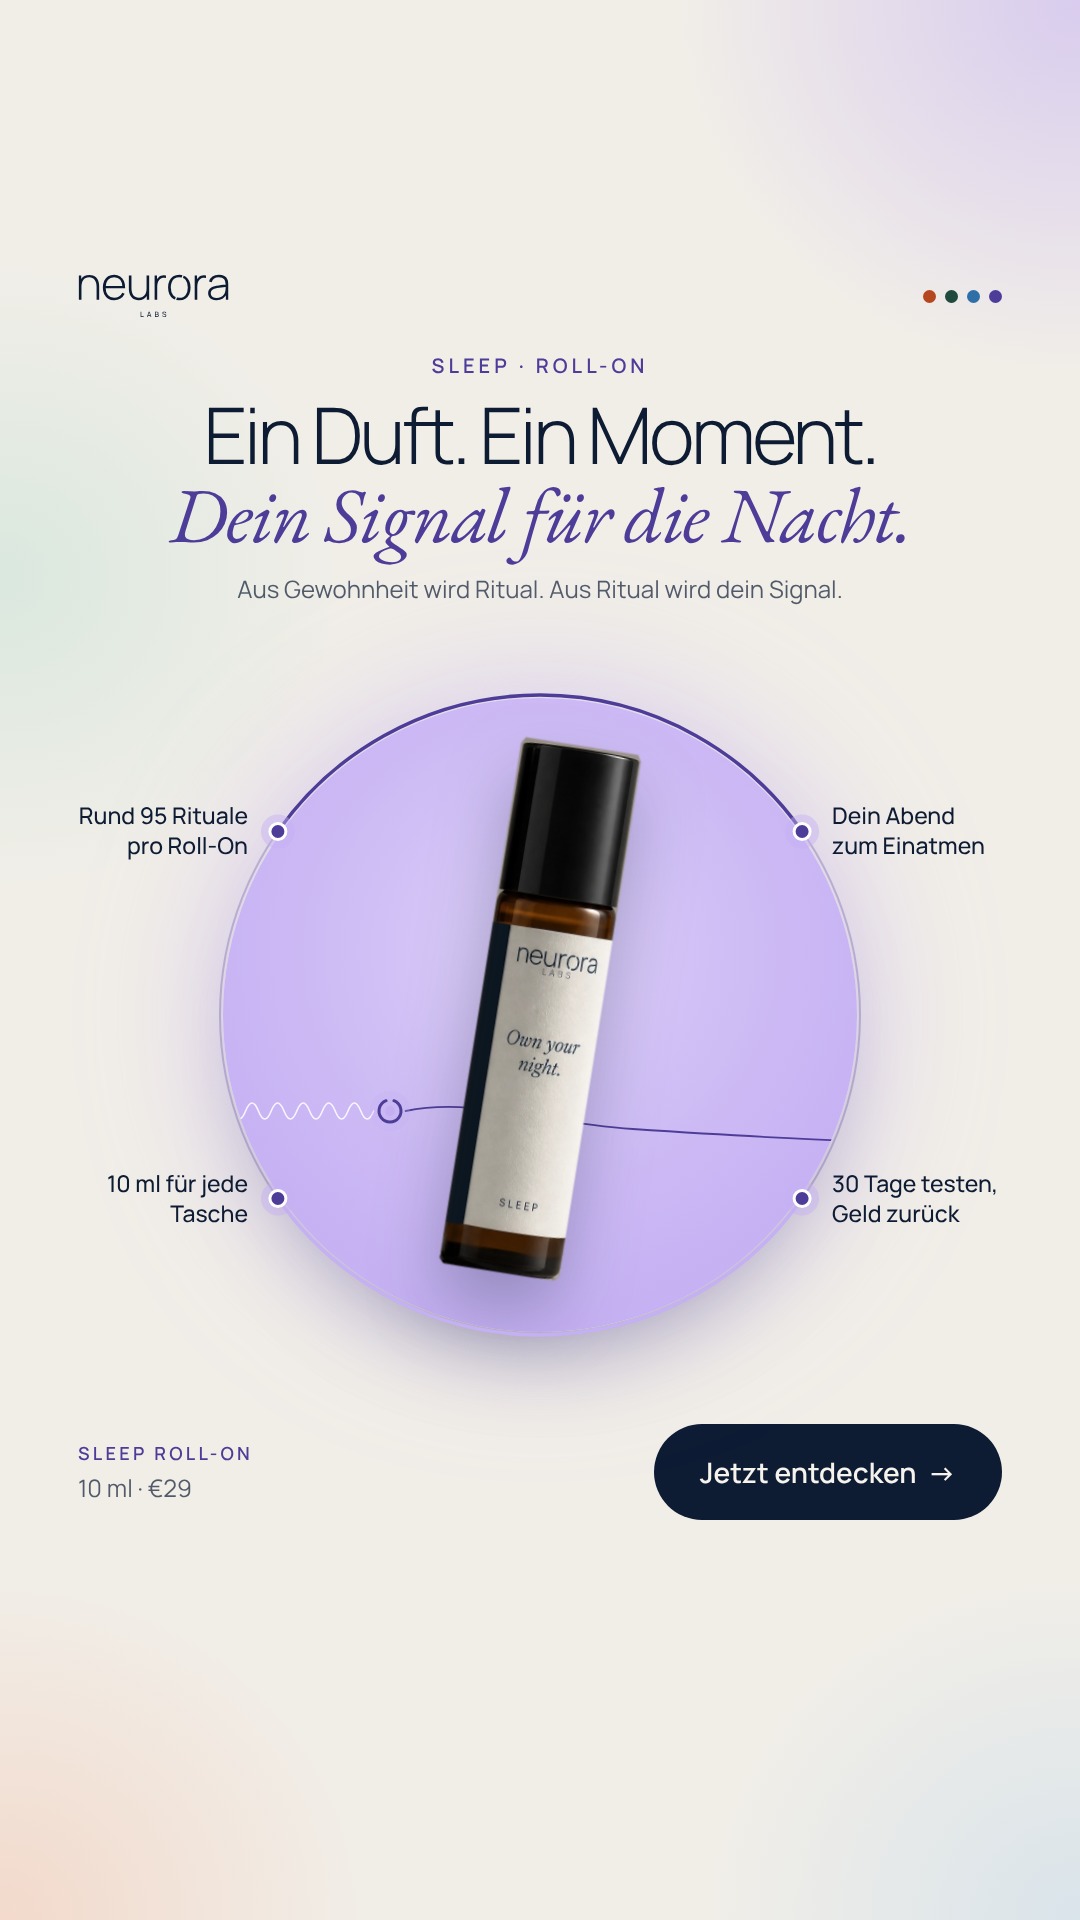 neurora
LABS
SLEEP · ROLL-ON
Ein Duft. Ein Moment.
Dein Signal für die Nacht.
Aus Gewohnheit wird Ritual. Aus Ritual wird dein Signal.
Rund 95 Rituale
pro Roll-On
Dein Abend
zum Einatmen
neurora
LABS
Own your
night.
SLEEP
10 ml für jede
Tasche
30 Tage testen,
Geld zurück
SLEEP ROLL-ON
10 ml · €29
Jetzt entdecken →